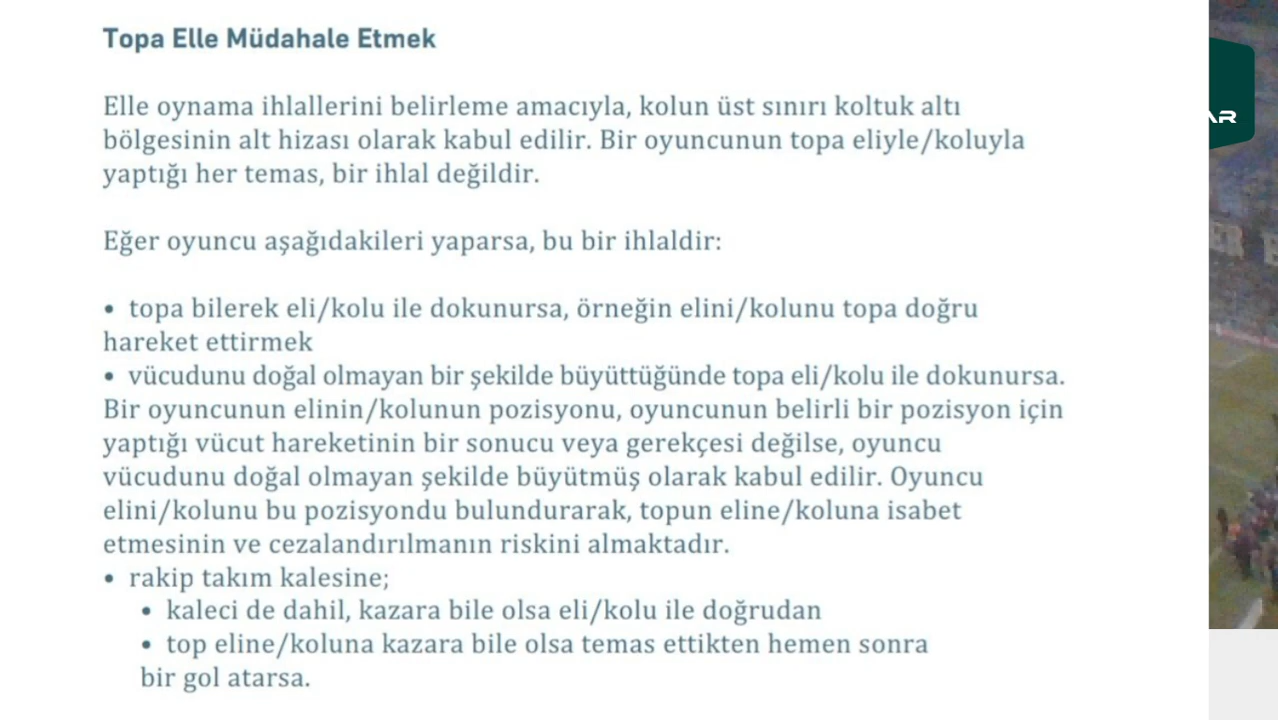 Topa Elle Müdahale Etmek
Elle oynama ihlallerini belirleme amacıyla, kolun üst sınırı koltuk altı
bölgesinin alt hizası olarak kabul edilir. Bir oyuncunun topa eliyle/koluyla
yaptığı her temas, bir ihlal değildir.
Eğer oyuncu aşağıdakileri yaparsa, bu bir ihlaldir:
• topa bilerek eli/kolu ile dokunursa, örneğin elini/kolunu topa doğru
hareket ettirmek
• vücudunu doğal olmayan bir şekilde büyüttüğünde topa eli/kolu ile dokunursa.
Bir oyuncunun elinin/kolunun pozisyonu, oyuncunun belirli bir pozisyon için
yaptığı vücut hareketinin bir sonucu veya gerekçesi değilse, oyuncu
vücudunu doğal olmayan şekilde büyütmüş olarak kabul edilir. Oyuncu
elini/kolunu bu pozisyondu bulundurarak, topun eline/koluna isabet
etmesinin ve cezalandırılmanın riskini almaktadır.
• rakip takım kalesine;
• kaleci de dahil, kazara bile olsa eli/kolu ile doğrudan
• top eline/koluna kazara bile olsa temas ettikten hemen sonra
bir gol atarsa.